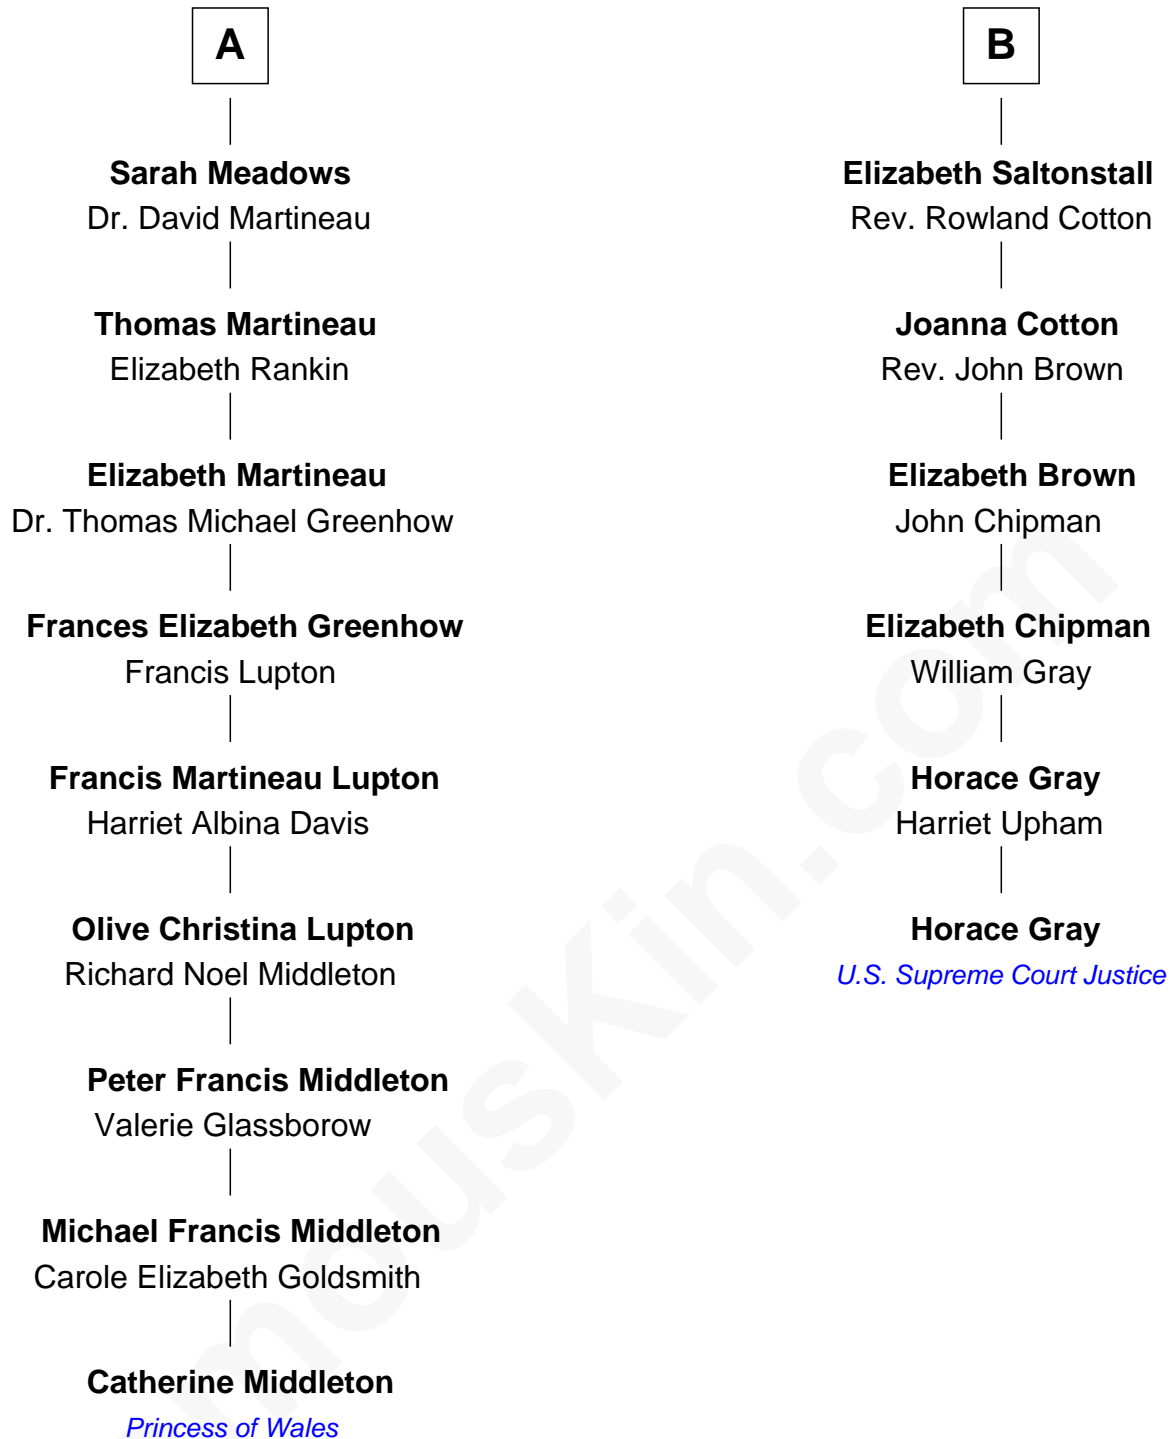 A
Sarah Meadows
Dr. David Martineau
Thomas Martineau
Elizabeth Rankin
Elizabeth Martineau
Dr. Thomas Michael Greenhow
Frances Elizabeth Greenhow
Francis Lupton
Francis Martineau Lupton
Harriet Albina Davis
Olive Christina Lupton
Richard Noel Middleton
Peter Francis Middleton
Valerie Glassborow
Michael Francis Middleton
Carole Elizabeth Goldsmith
Catherine Middleton
Princess of Wales
B
Elizabeth Saltonstall
Rev. Rowland Cotton
Joanna Cotton
Rev. John Brown
Elizabeth Brown
John Chipman
Elizabeth Chipman
William Gray
Horace Gray
Harriet Upham
Horace Gray
U.S. Supreme Court Justice
mousKin.com